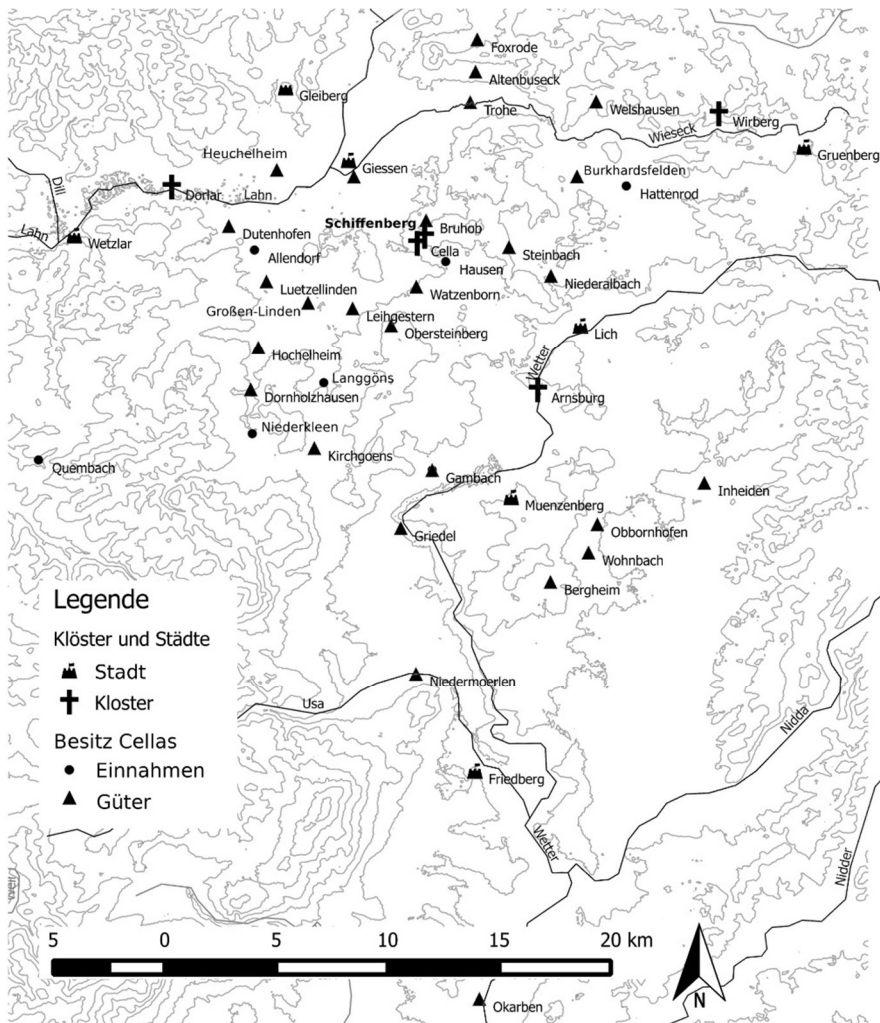 Foxrode
Altenbuseck
Gleiberg
Trohe
Welshausen
Wirberg
Wieseck
Gruenberg
Heuchelheim
Giessen
Burkhardsfelden
Hattenrod
Dill
Dorlar
Lahn
Lahn
Wetzlar
Dutenhofen
Schiffenberg
Bruhob
Cella
Allendorf
Hausen
Steinbach
Luetzellinden
Watzenborn
Niederalbach
Großen-Linden
Leihgestern
Obersteinberg
Lich
Hochelheim
Wetter
Langgöns
Dornholzhausen
Arnsburg
Niederkleen
Kirchgoens
Quembach
Gambach
Inheiden
Muenzenberg
Griedel
Obbornhofen
Wohnbach
Bergheim
Legende
Klöster und Städte
Stadt
Kloster
Besitz Cellas
Einnahmen
Güter
Niedermoerlen
Usa
Nidda
Friedberg
Wetter
Nidder
5 0 5 10 15 20 km
N
Okarben